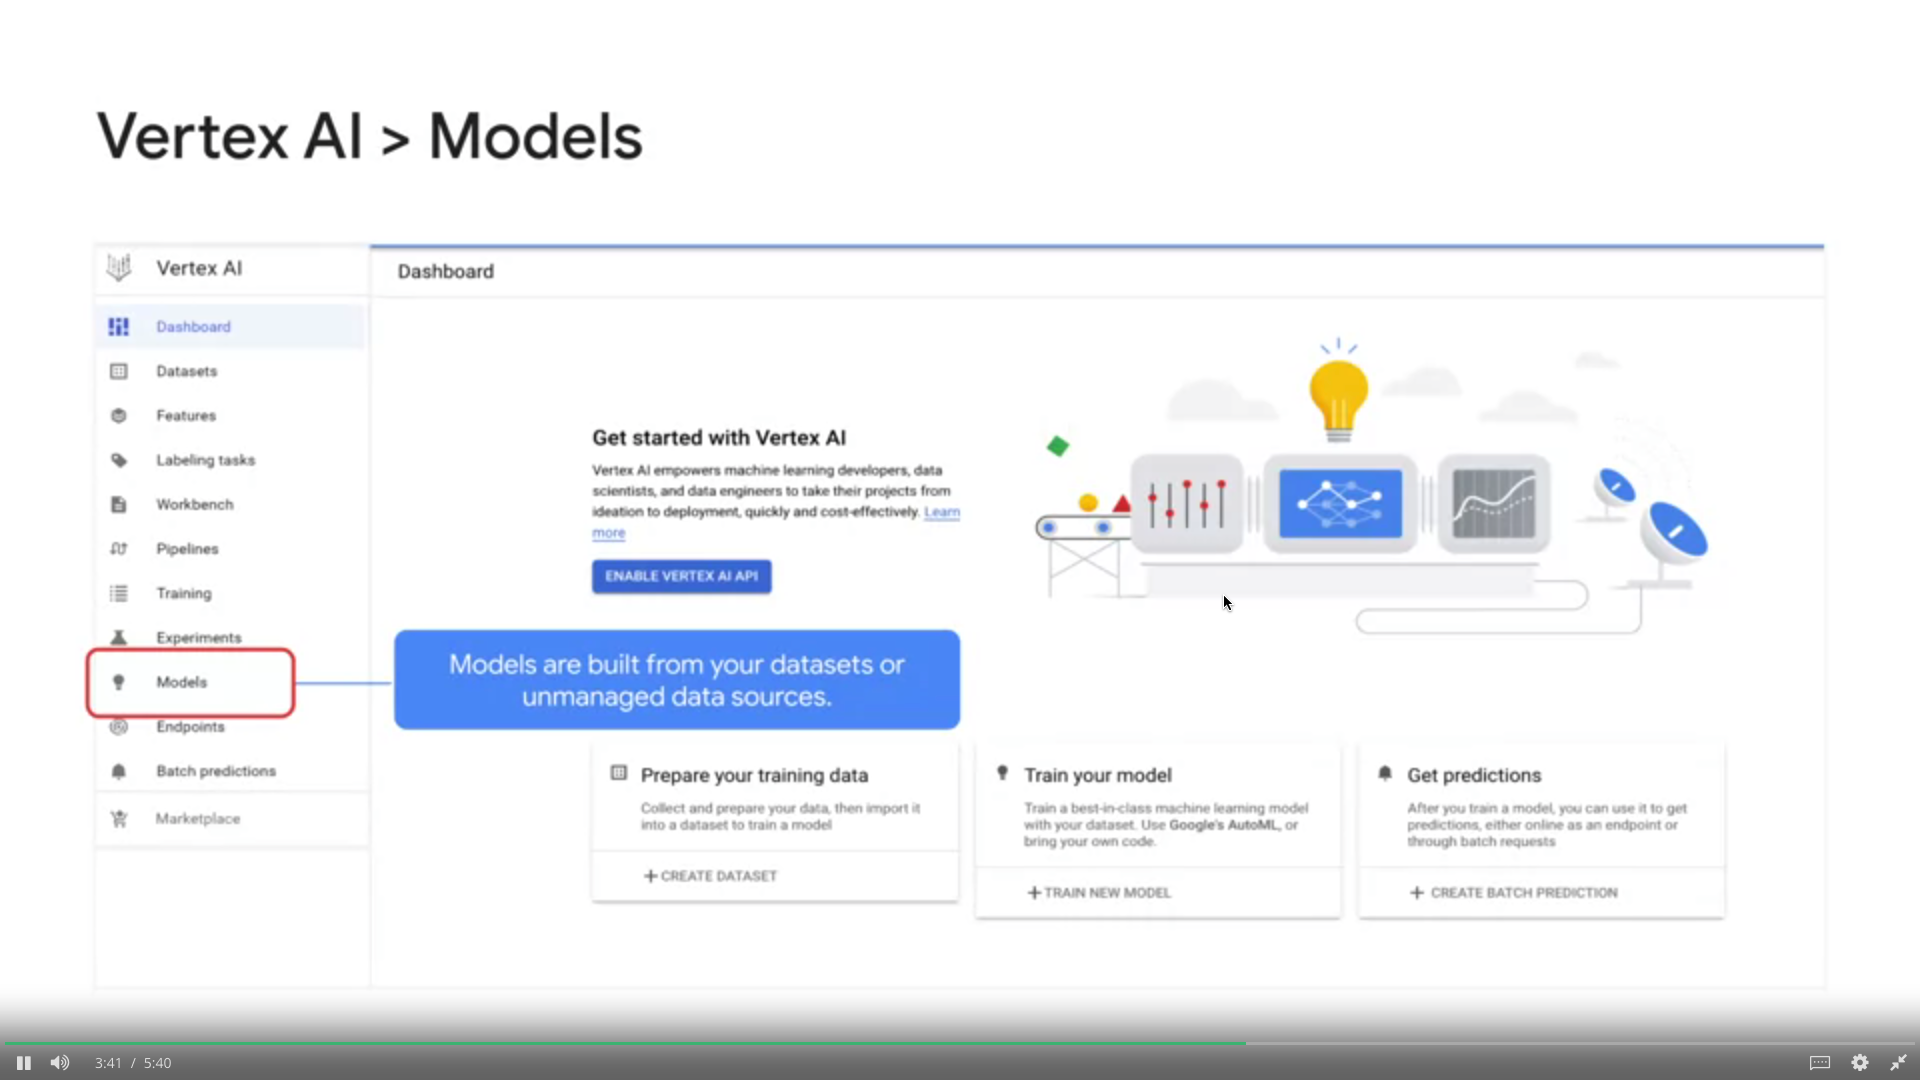 Vertex AI > Models
Vertex AI
Dashboard
Dashboard
Datasets
Features
Labeling tasks
Workbench
Pipelines
Training
Experiments
Models
Endpoints
Batch predictions
Marketplace
Get started with Vertex AI
Vertex AI empowers machine learning developers, data
scientists, and data engineers to take their projects from
ideation to deployment, quickly and cost-effectively. Learn
more
ENABLE VERTEX AI API
Models are built from your datasets or
unmanaged data sources.
Prepare your training data
Collect and prepare your data, then import it
into a dataset to train a model
+CREATE DATASET
Train your model
Train a best-in-class machine learning model
with your dataset. Use Google's AutoML, or
bring your own code.
+TRAIN NEW MODEL
Get predictions
After you train a model, you can use it to get
predictions, either online as an endpoint or
through batch requests
+ CREATE BATCH PREDICTION
3:41 / 5:40